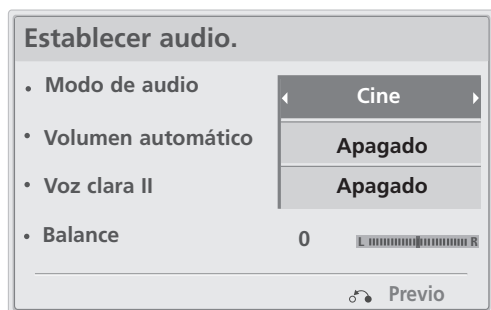 Establecer audio.
• Modo de audio Cine
• Volumen automático Apagado
• Voz clara II Apagado
• Balance 0 L R
Previo